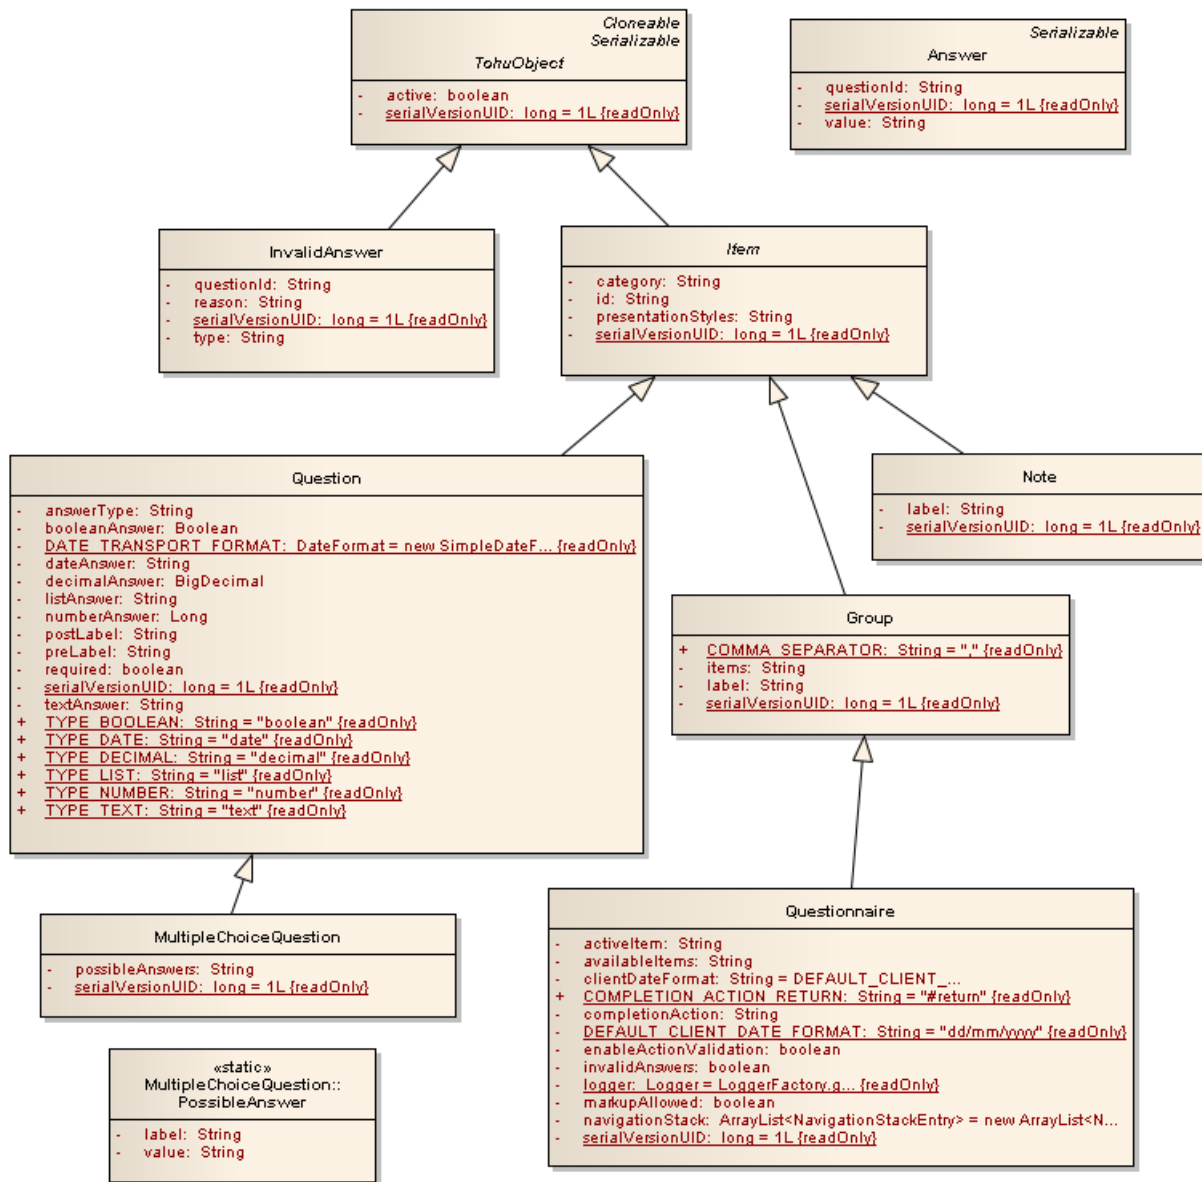 Cloneable
Serializable
TohuObject
- active: boolean
- serialVersionUID: long = 1L {readOnly}
Serializable
Answer
- questionId: String
- serialVersionUID: long = 1L {readOnly}
- value: String
InvalidAnswer
- questionId: String
- reason: String
- serialVersionUID: long = 1L {readOnly}
- type: String
Item
- category: String
- id: String
- presentationStyles: String
- serialVersionUID: long = 1L {readOnly}
Question
- answerType: String
- booleanAnswer: Boolean
- DATE_TRANSPORT_FORMAT: DateFormat = new SimpleDateF... {readOnly}
- dateAnswer: String
- decimalAnswer: BigDecimal
- listAnswer: String
- numberAnswer: Long
- postLabel: String
- preLabel: String
- required: boolean
- serialVersionUID: long = 1L {readOnly}
- textAnswer: String
+ TYPE_BOOLEAN: String = "boolean" {readOnly}
+ TYPE_DATE: String = "date" {readOnly}
+ TYPE_DECIMAL: String = "decimal" {readOnly}
+ TYPE_LIST: String = "list" {readOnly}
+ TYPE_NUMBER: String = "number" {readOnly}
+ TYPE_TEXT: String = "text" {readOnly}
Note
- label: String
- serialVersionUID: long = 1L {readOnly}
Group
+ COMMA_SEPARATOR: String = "," {readOnly}
- items: String
- label: String
- serialVersionUID: long = 1L {readOnly}
MultipleChoiceQuestion
- possibleAnswers: String
- serialVersionUID: long = 1L {readOnly}
Questionnaire
- activeItem: String
- availableItems: String
- clientDateFormat: String = DEFAULT_CLIENT_...
+ COMPLETION_ACTION_RETURN: String = "#return" {readOnly}
- completionAction: String
- DEFAULT_CLIENT_DATE_FORMAT: String = "dd/mm/yyyy" {readOnly}
- enableActionValidation: boolean
- invalidAnswers: boolean
- logger: Logger = LoggerFactory.g... {readOnly}
- markupAllowed: boolean
- navigationStack: ArrayList<NavigationStackEntry> = new ArrayList<N...
- serialVersionUID: long = 1L {readOnly}
«static»
MultipleChoiceQuestion::
PossibleAnswer
- label: String
- value: String